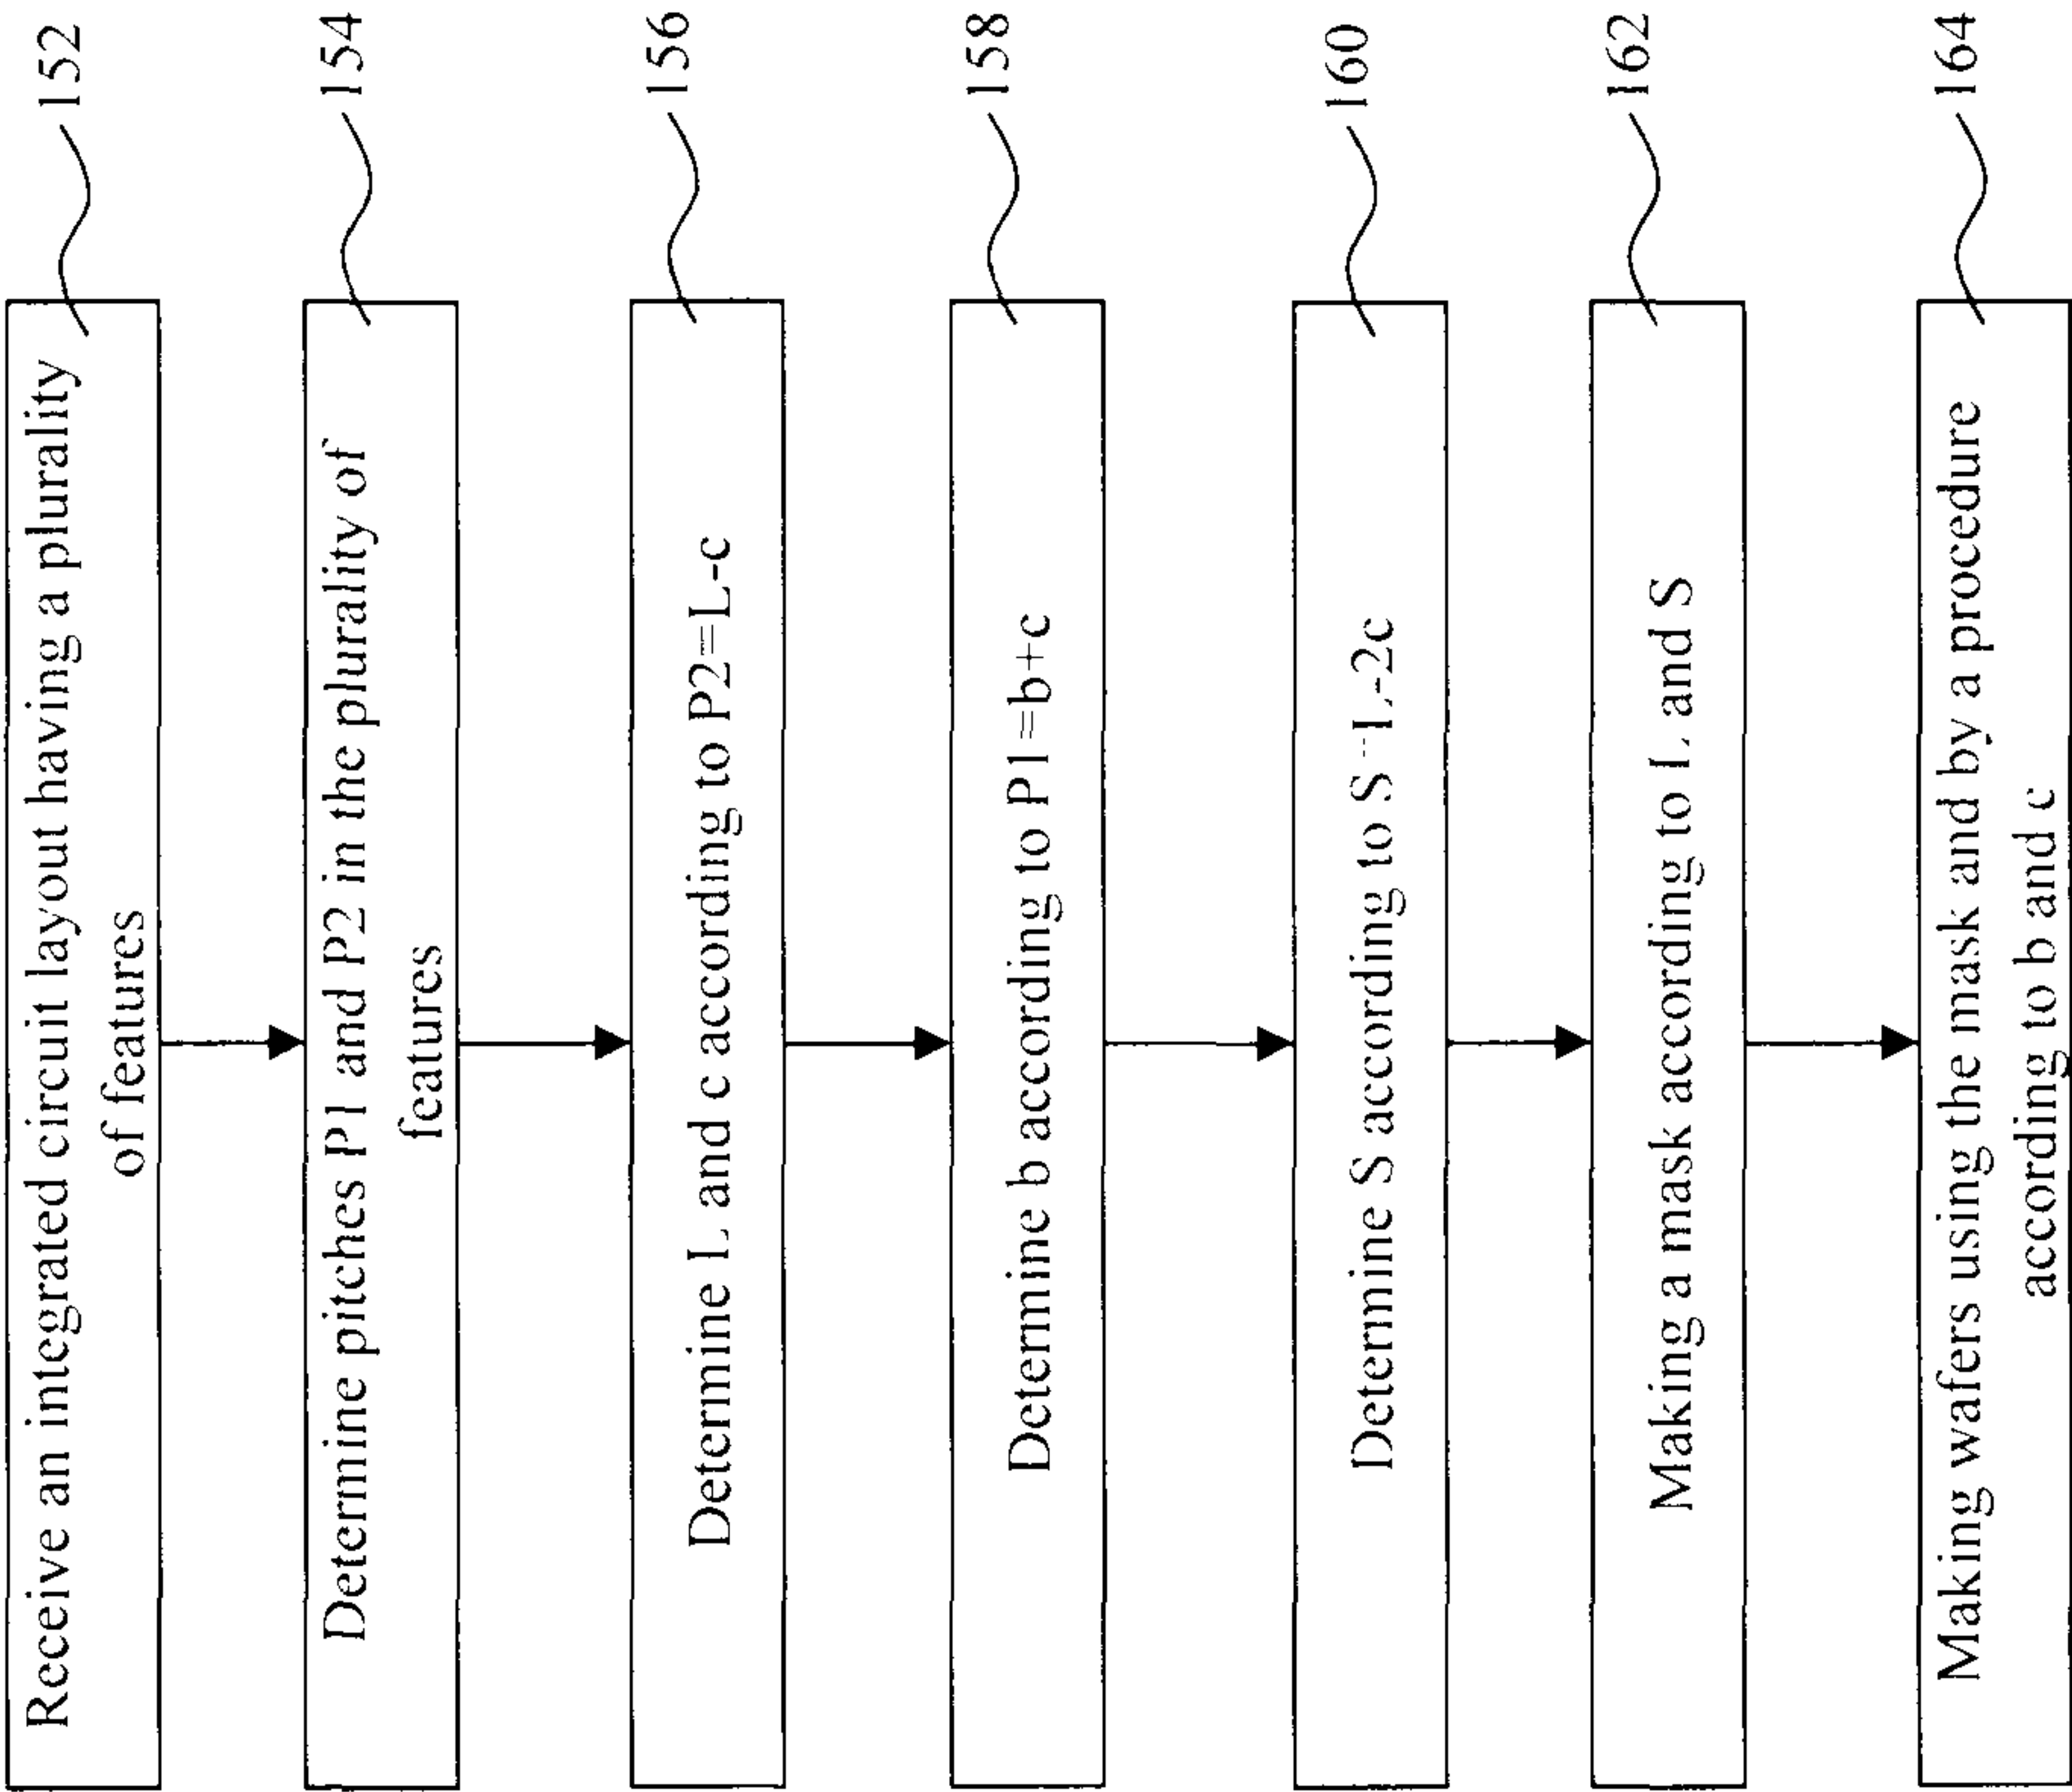 Receive an integrated circuit layout having a plurality
of features
152
Determine pitches P1 and P2 in the plurality of
features
154
Determine L and c according to P2=L-c
156
Determine b according to P1=b+c
158
Determine S according to S=L-2c
160
Making a mask according to L and S
162
Making wafers using the mask and by a procedure
according to b and c
164